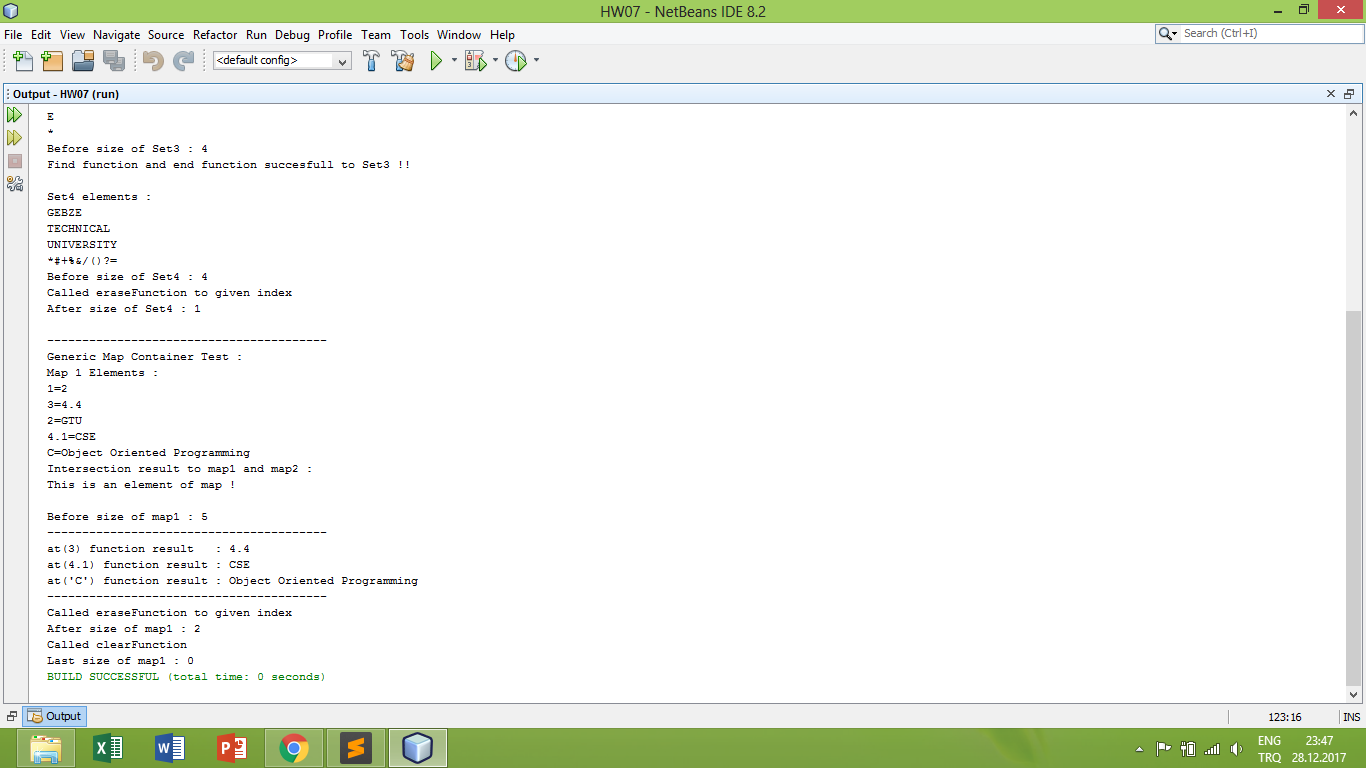 HW07 - NetBeans IDE 8.2
File Edit View Navigate Source Refactor Run Debug Profile Team Tools Window Help
Search (Ctrl+I)
<default config>
Output - HW07 (run)
E
*
Before size of Set3 : 4
Find function and end function succesfull to Set3 !!
Set4 elements :
GEBZE
TECHNICAL
UNIVERSITY
*#+%&/()?=
Before size of Set4 : 4
Called eraseFunction to given index
After size of Set4 : 1
----------------------------------------
Generic Map Container Test :
Map 1 Elements :
1=2
3=4.4
2=GTU
4.1=CSE
C=Object Oriented Programming
Intersection result to map1 and map2 :
This is an element of map !
Before size of map1 : 5
----------------------------------------
at(3) function result   : 4.4
at(4.1) function result : CSE
at('C') function result : Object Oriented Programming
----------------------------------------
Called eraseFunction to given index
After size of map1 : 2
Called clearFunction
Last size of map1 : 0
BUILD SUCCESSFUL (total time: 0 seconds)
Output
123:16
INS
ENG 23:47
TRQ 28.12.2017